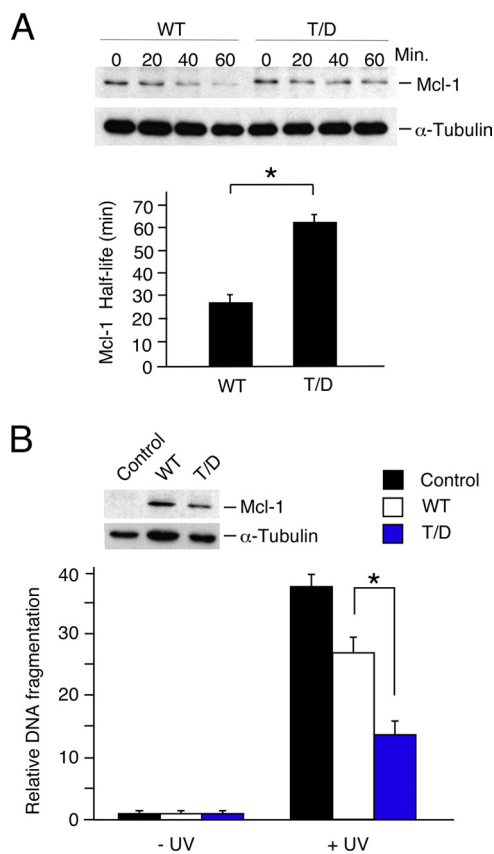 A
WT T/D
0 20 40 60 0 20 40 60 Min.
Mcl-1
α-Tubulin
*
Mcl-1 Half-life (min)
70
60
50
40
30
20
10
0
WT T/D
B
Control WT T/D
Mcl-1
α-Tubulin
Control
WT
T/D
Relative DNA fragmentation
40
30
20
10
0
*
- UV + UV